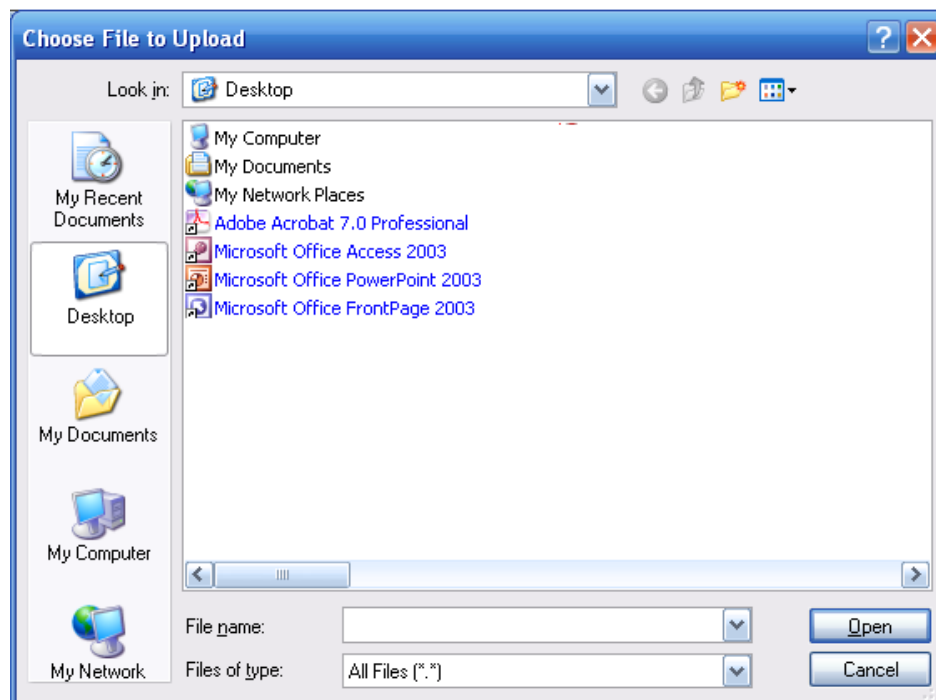 Choose File to Upload
Look in:
Desktop
My Recent
Documents
Desktop
My Documents
My Computer
My Network
My Computer
My Documents
My Network Places
Adobe Acrobat 7.0 Professional
Microsoft Office Access 2003
Microsoft Office PowerPoint 2003
Microsoft Office FrontPage 2003
File name:
Open
Files of type:
All Files (*.*)
Cancel